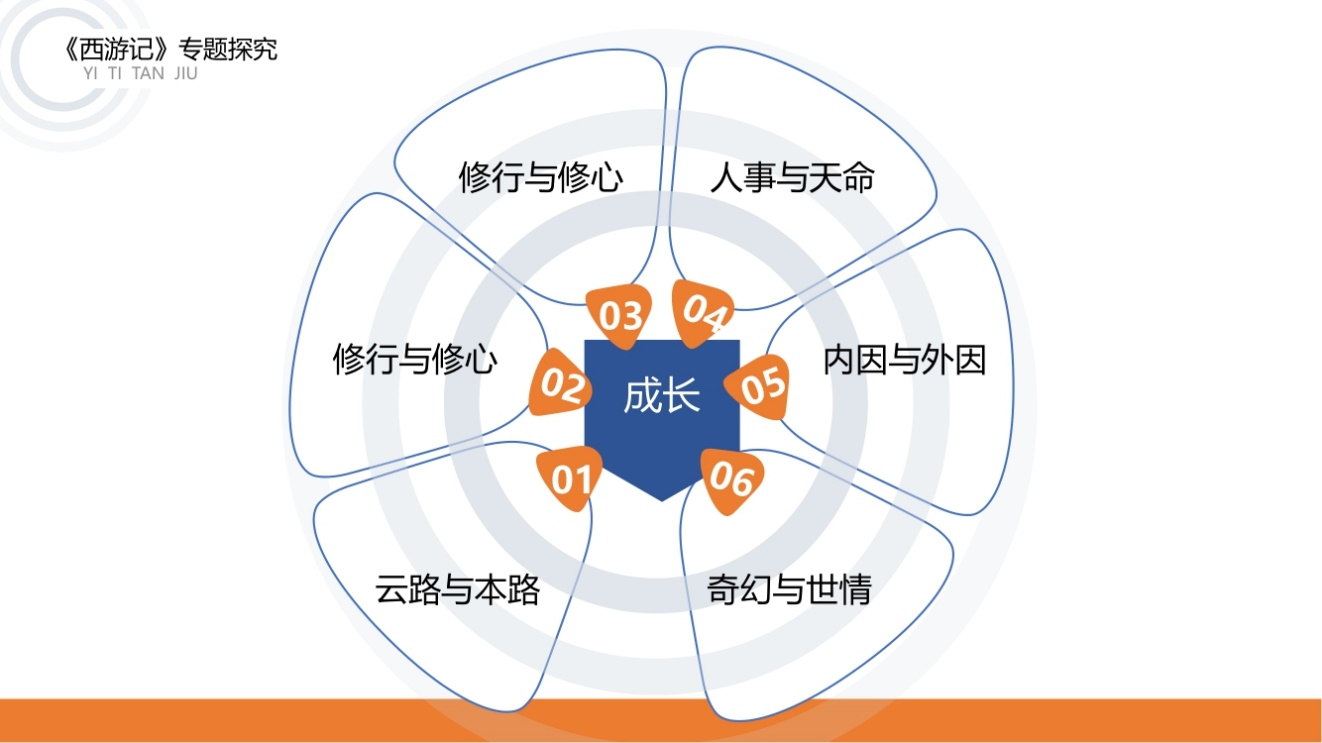 《西游记》专题探究
YI TI TAN JIU
修行与修心
人事与天命
03
04
修行与修心
02
成长
05
内因与外因
01
06
云路与本路
奇幻与世情